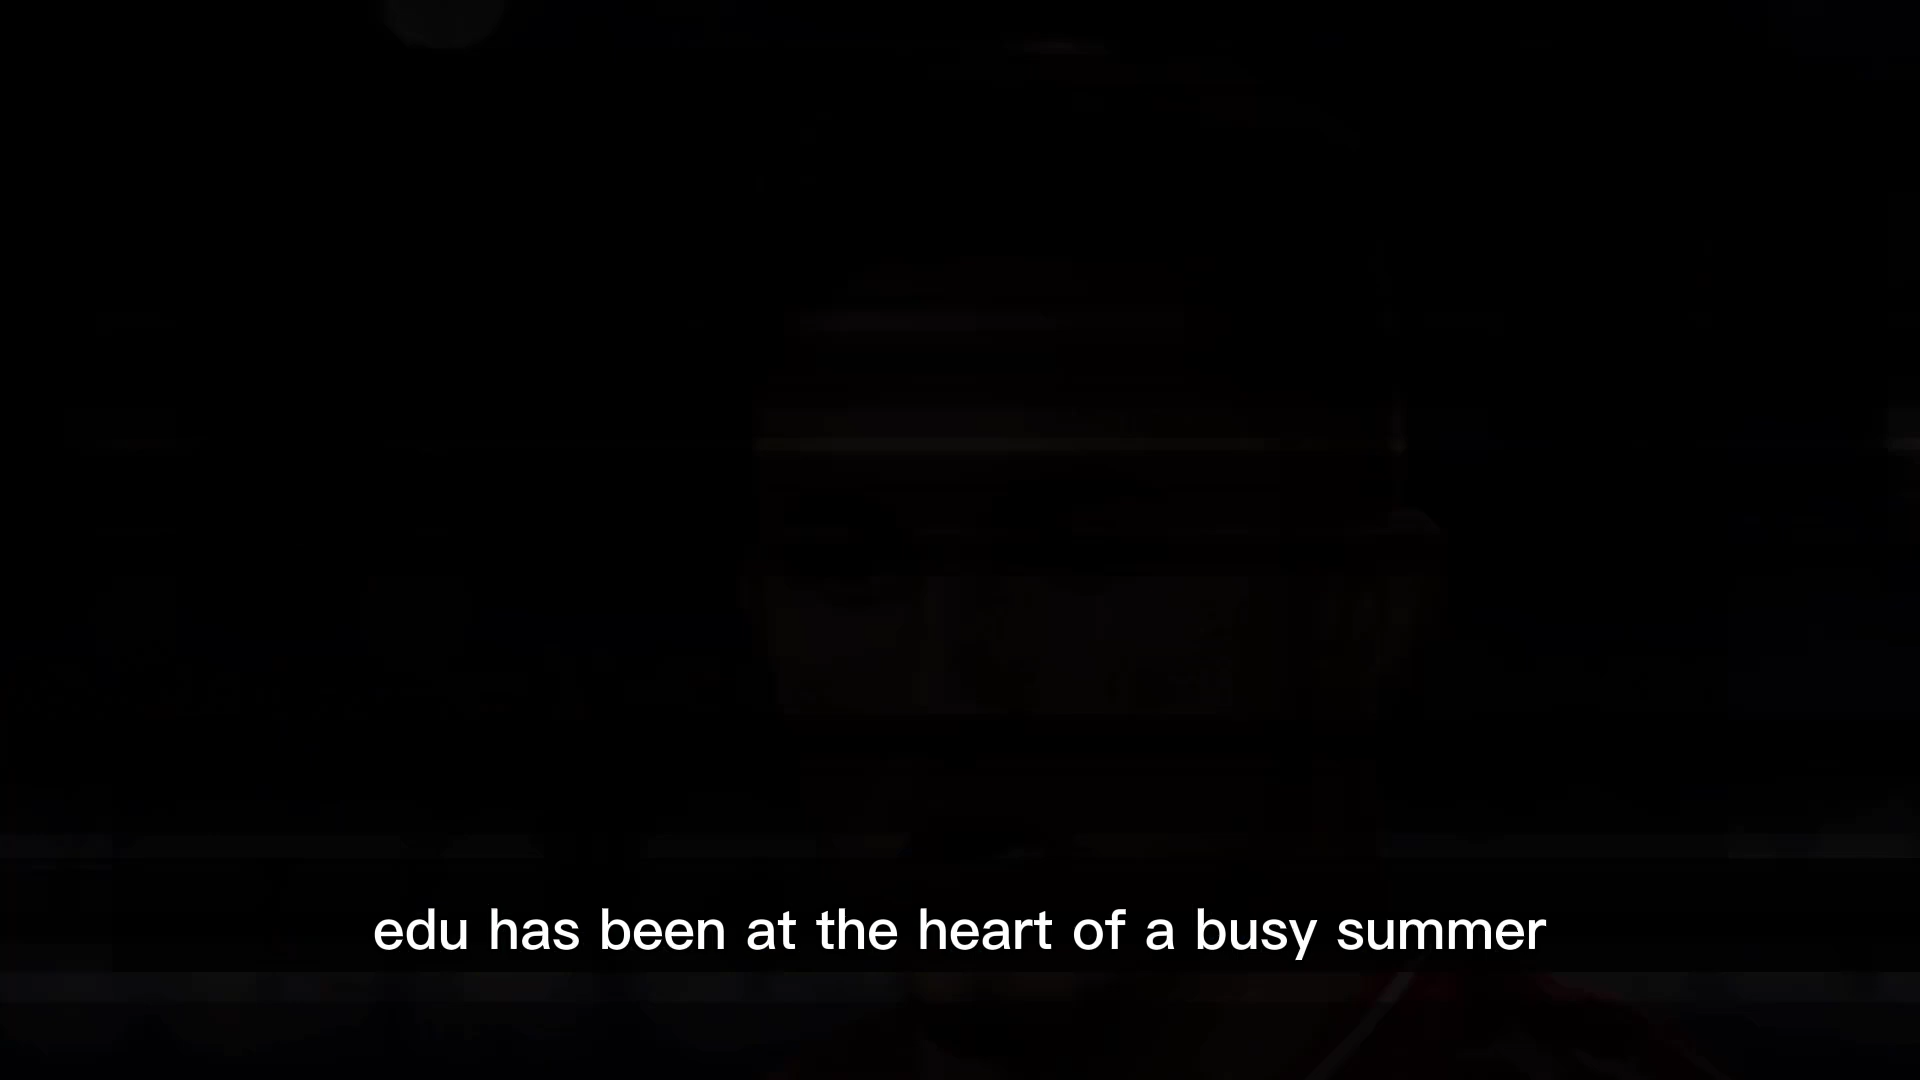 edu has been at the heart of a busy summer